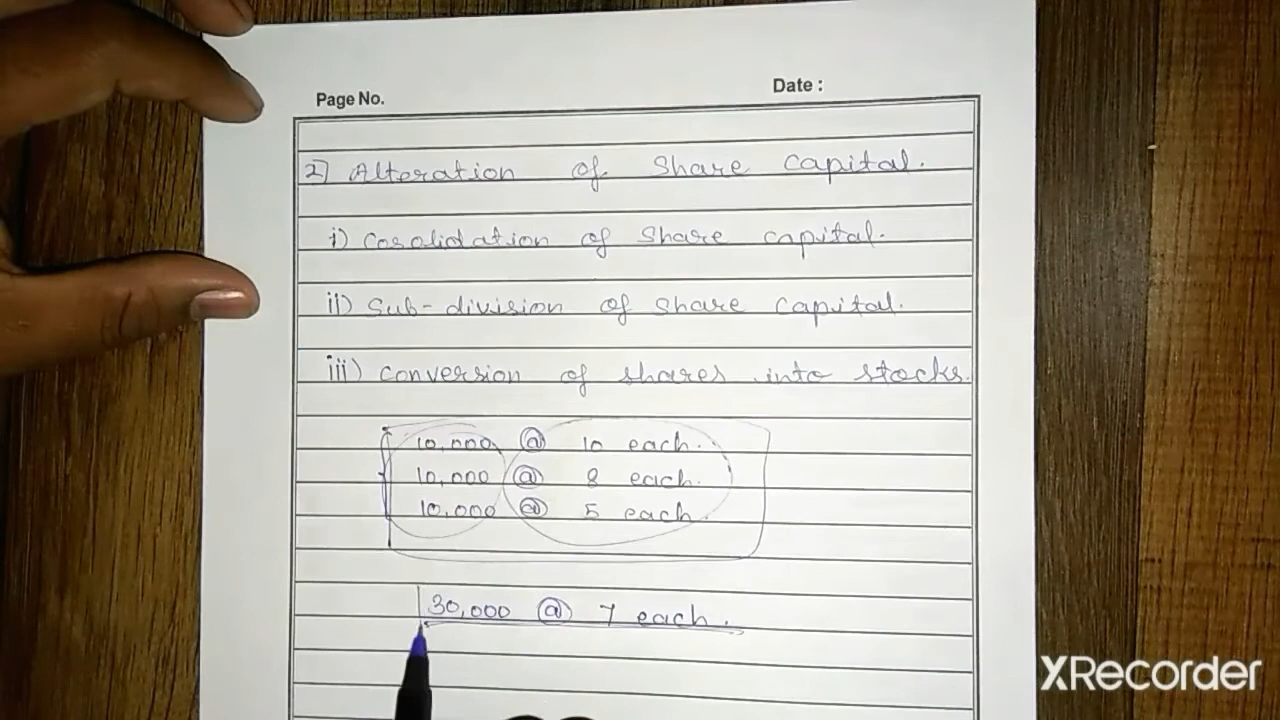 Page No.
Date :
2] Alteration of Share capital.
i) Cosolidation of Share capital.
ii) Sub-division of Share capital.
iii) Conversion of shares into stocks.
10,000 @ 10 each.
10,000 @ 8 each.
10,000 @ 5 each.
30,000 @ 7 each.
XRecorder